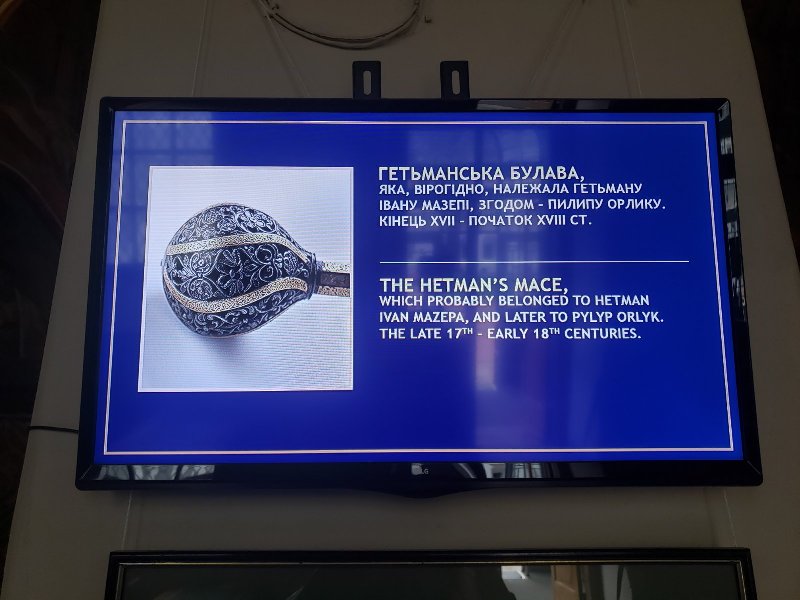 ГЕТЬМАНСЬКА БУЛАВА,
ЯКА, ВІРОГІДНО, НАЛЕЖАЛА ГЕТЬМАНУ
ІВАНУ МАЗЕПІ, ЗГОДОМ – ПИЛИПУ ОРЛИКУ.
КІНЕЦЬ XVII – ПОЧАТОК XVIII СТ.
THE HETMAN'S MACE,
WHICH PROBABLY BELONGED TO HETMAN
IVAN MAZEPA, AND LATER TO PYLYP ORLYK.
THE LATE 17TH – EARLY 18TH CENTURIES.
LG